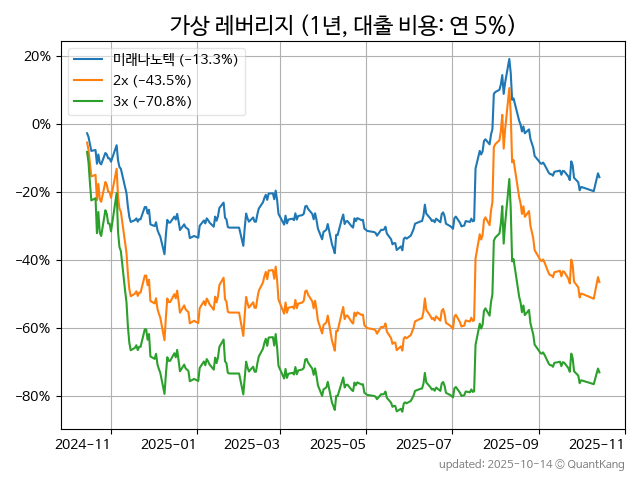 가상 레버리지 (1년, 대출 비용: 연 5%)
미래나노텍 (-13.3%)
2x (-43.5%)
3x (-70.8%)
20%
0%
−20%
−40%
−60%
−80%
2024-11 2025-01 2025-03 2025-05 2025-07 2025-09 2025-11
updated: 2025-10-14 © QuantKang